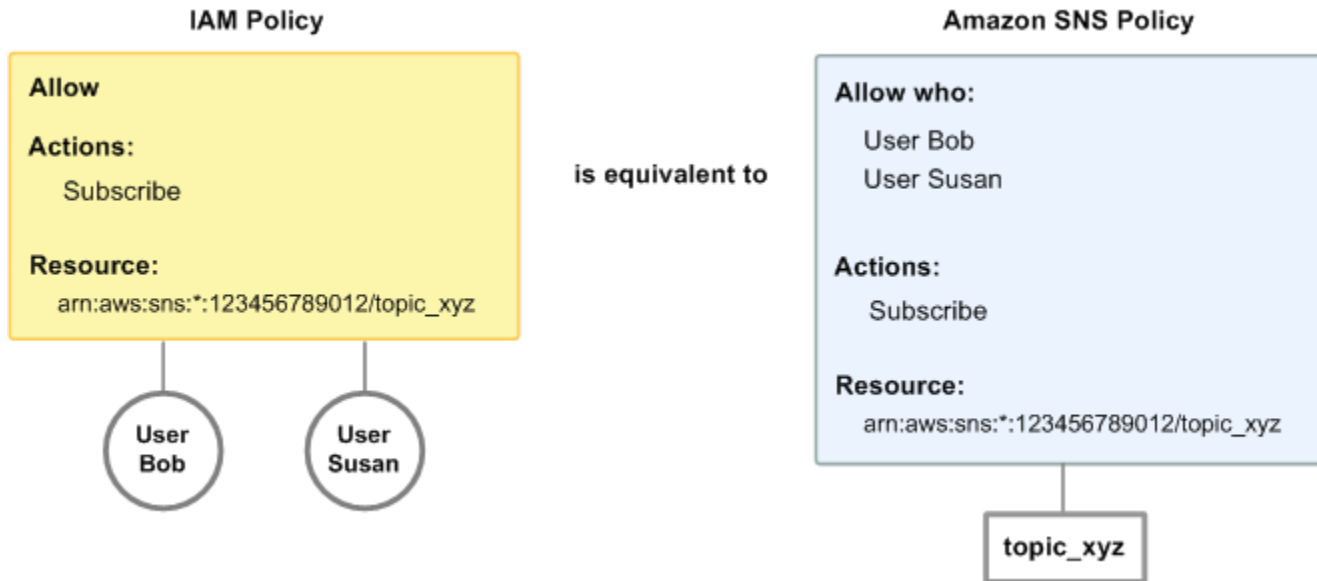 IAM Policy
Allow
Actions:
Subscribe
Resource:
arn:aws:sns:*:123456789012/topic_xyz
User
Bob
User
Susan
is equivalent to
Amazon SNS Policy
Allow who:
User Bob
User Susan
Actions:
Subscribe
Resource:
arn:aws:sns:*:123456789012/topic_xyz
topic_xyz